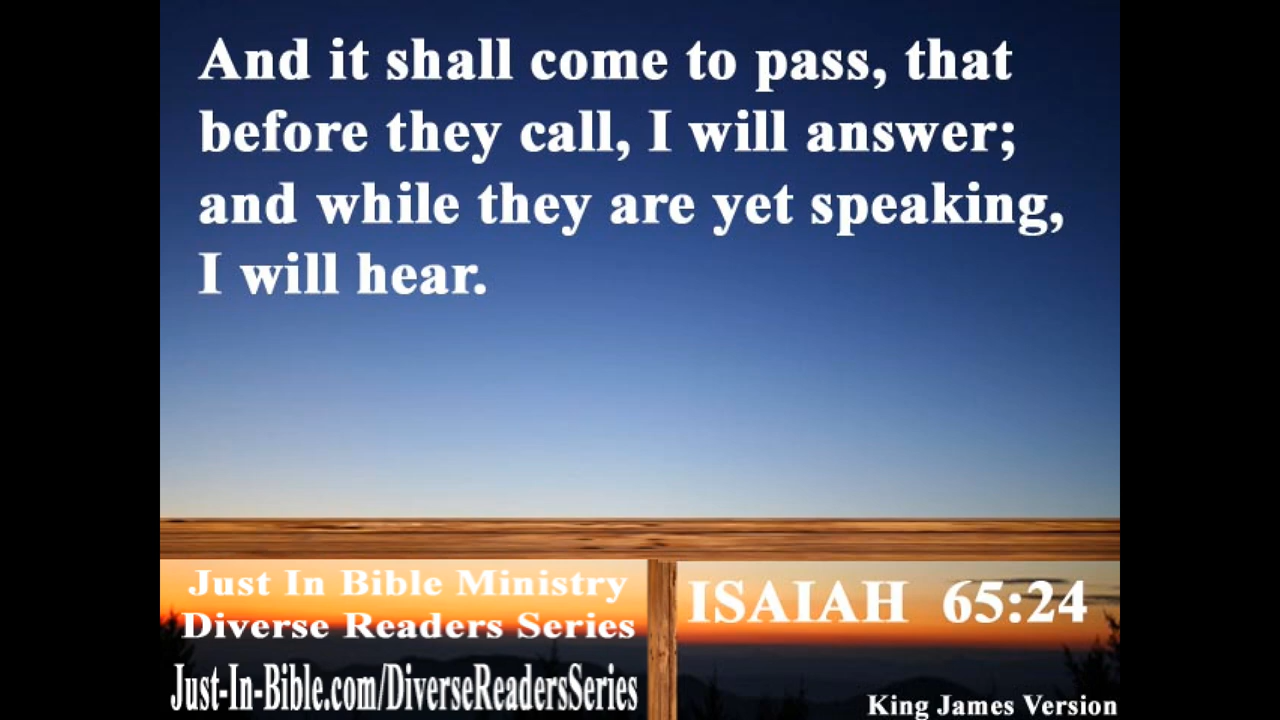 And it shall come to pass, that
before they call, I will answer;
and while they are yet speaking,
I will hear.
Just In Bible Ministry
Diverse Readers Series
Just-In-Bible.com/DiverseReadersSeries
ISAIAH 65:24
King James Version